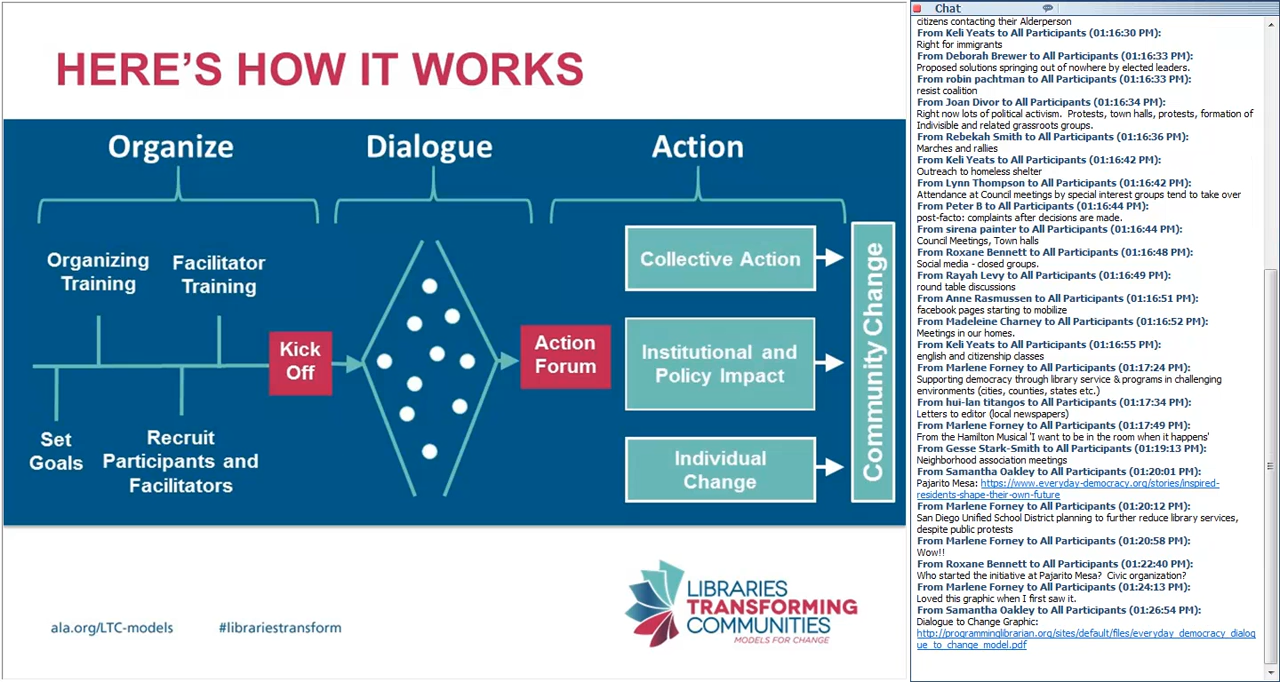 HERE'S HOW IT WORKS
Organize
Dialogue
Action
Organizing
Training
Facilitator
Training
Set
Goals
Recruit
Participants and
Facilitators
Kick
Off
Action
Forum
Collective Action
Institutional and
Policy Impact
Individual
Change
Community Change
ala.org/LTC-models
#librariestransform
LIBRARIES
TRANSFORMING
COMMUNITIES
MODELS FOR CHANGE
Chat
citizens contacting their Alderperson
From Keli Yeats to All Participants (01:16:30 PM):
Right for immigrants
From Deborah Brewer to All Participants (01:16:33 PM):
Proposed solutions springing out of nowhere by elected leaders.
From robin pachtman to All Participants (01:16:33 PM):
resist coalition
From Joan Divor to All Participants (01:16:34 PM):
Right now lots of political activism.  Protests, town halls, protests, formation of
Indivisible and related grassroots groups.
From Rebekah Smith to All Participants (01:16:36 PM):
Marches and rallies
From Keli Yeats to All Participants (01:16:42 PM):
Outreach to homeless shelter
From Lynn Thompson to All Participants (01:16:42 PM):
Attendance at Council meetings by special interest groups tend to take over
From Peter B to All Participants (01:16:44 PM):
post-facto: complaints after decisions are made.
From sirena painter to All Participants (01:16:44 PM):
Council Meetings, Town halls
From Roxane Bennett to All Participants (01:16:48 PM):
Social media - closed groups.
From Rayah Levy to All Participants (01:16:49 PM):
round table discussions
From Anne Rasmussen to All Participants (01:16:51 PM):
facebook pages starting to mobilize
From Madeleine Charney to All Participants (01:16:52 PM):
Meetings in our homes.
From Keli Yeats to All Participants (01:16:55 PM):
english and citizenship classes
From Marlene Forney to All Participants (01:17:24 PM):
Supporting democracy through library service & programs in challenging
environments (cities, counties, states etc.)
From hui-lan titangos to All Participants (01:17:34 PM):
Letters to editor (local newspapers)
From Marlene Forney to All Participants (01:17:49 PM):
From the Hamilton Musical 'I want to be in the room when it happens'
From Gesse Stark-Smith to All Participants (01:19:13 PM):
Neighborhood association meetings
From Samantha Oakley to All Participants (01:20:01 PM):
Pajarito Mesa: https://www.everyday-democracy.org/stories/inspired-
residents-shape-their-own-future
From Marlene Forney to All Participants (01:20:12 PM):
San Diego Unified School District planning to further reduce library services,
despite public protests
From Marlene Forney to All Participants (01:20:58 PM):
Wow!!
From Roxane Bennett to All Participants (01:22:40 PM):
Who started the initiative at Pajarito Mesa?  Civic organization?
From Marlene Forney to All Participants (01:24:13 PM):
Loved this graphic when I first saw it.
From Samantha Oakley to All Participants (01:26:54 PM):
Dialogue to Change Graphic:
http://programminglibrarian.org/sites/default/files/everyday_democracy_dialog
ue_to_change_model.pdf